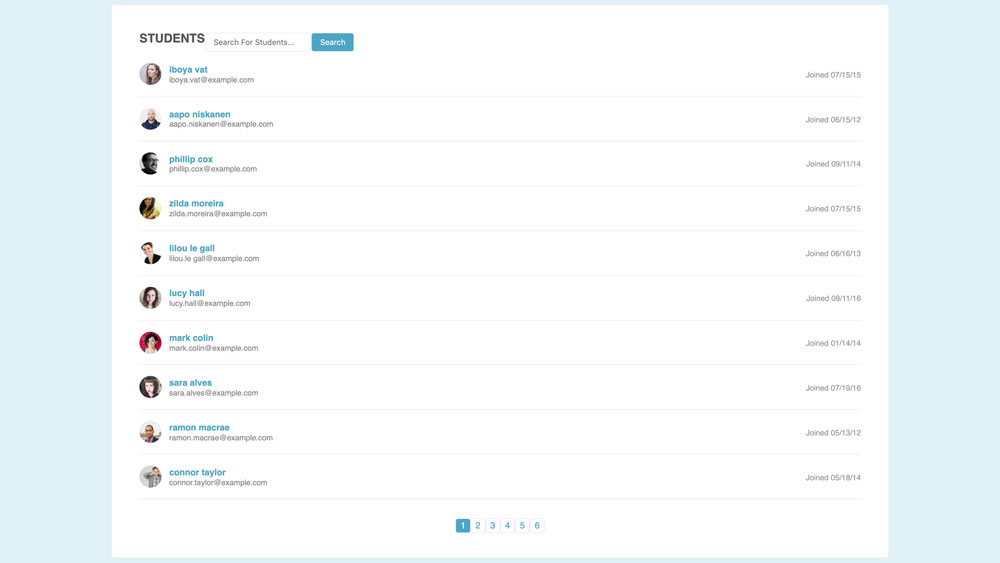 STUDENTS Search For Students... Search
iboya vat
iboya.vat@example.com
Joined 07/15/15
aapo niskanen
aapo.niskanen@example.com
Joined 06/15/12
phillip cox
phillip.cox@example.com
Joined 09/11/14
zilda moreira
zilda.moreira@example.com
Joined 07/15/15
lilou le gall
lilou.le gall@example.com
Joined 06/16/13
lucy hall
lucy.hall@example.com
Joined 09/11/16
mark colin
mark.colin@example.com
Joined 01/14/14
sara alves
sara.alves@example.com
Joined 07/19/16
ramon macrae
ramon.macrae@example.com
Joined 05/13/12
connor taylor
connor.taylor@example.com
Joined 05/18/14
1 2 3 4 5 6